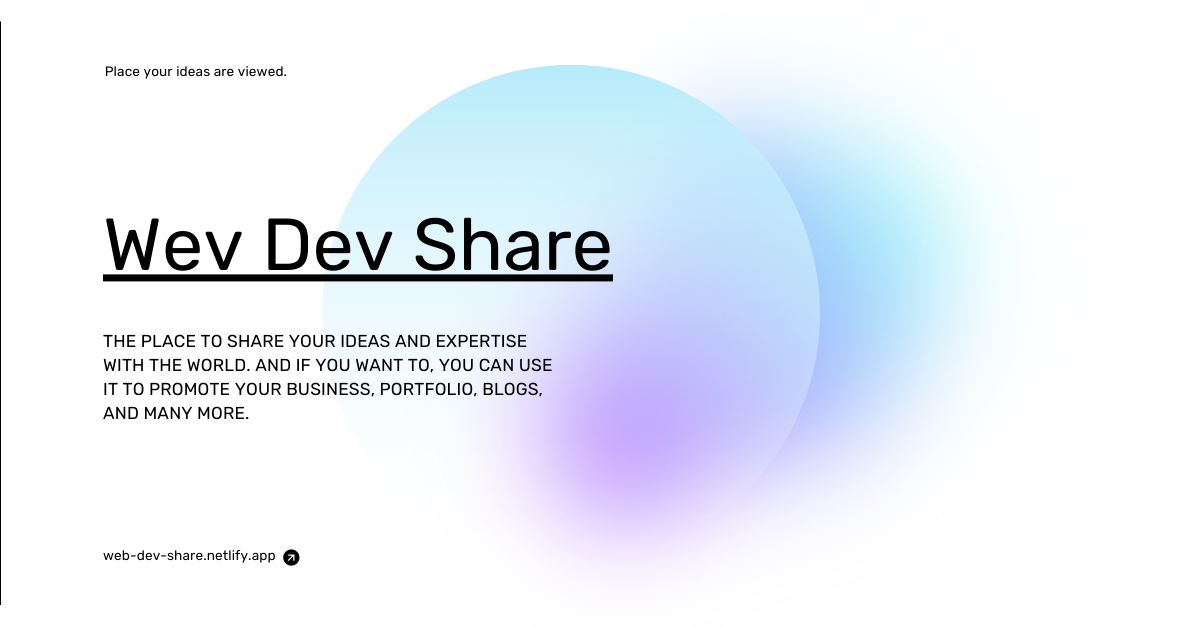 Place your ideas are viewed.
Wev Dev Share
THE PLACE TO SHARE YOUR IDEAS AND EXPERTISE
WITH THE WORLD. AND IF YOU WANT TO, YOU CAN USE
IT TO PROMOTE YOUR BUSINESS, PORTFOLIO, BLOGS,
AND MANY MORE.
web-dev-share.netlify.app